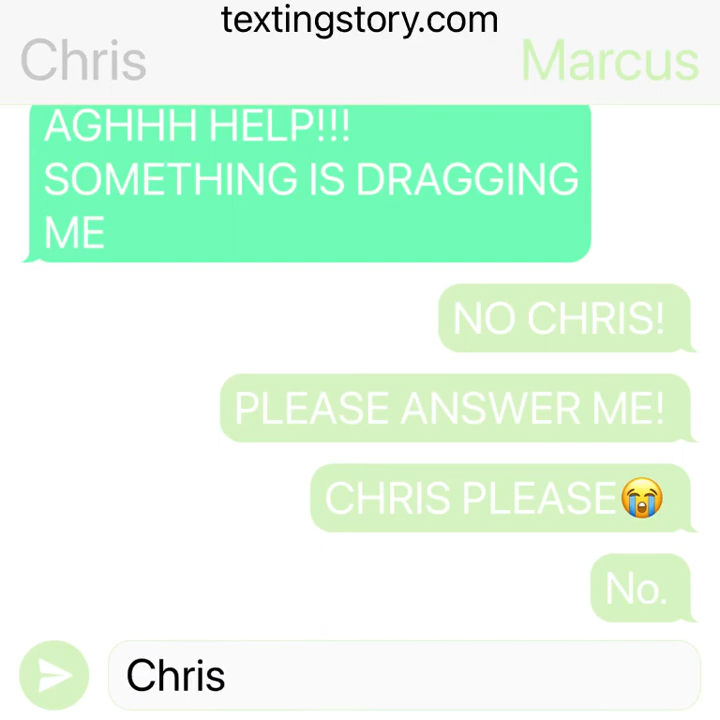 textingstory.com
Chris Marcus
AGHHH HELP!!!
SOMETHING IS DRAGGING
ME
NO CHRIS!
PLEASE ANSWER ME!
CHRIS PLEASE😭
No.
Chris